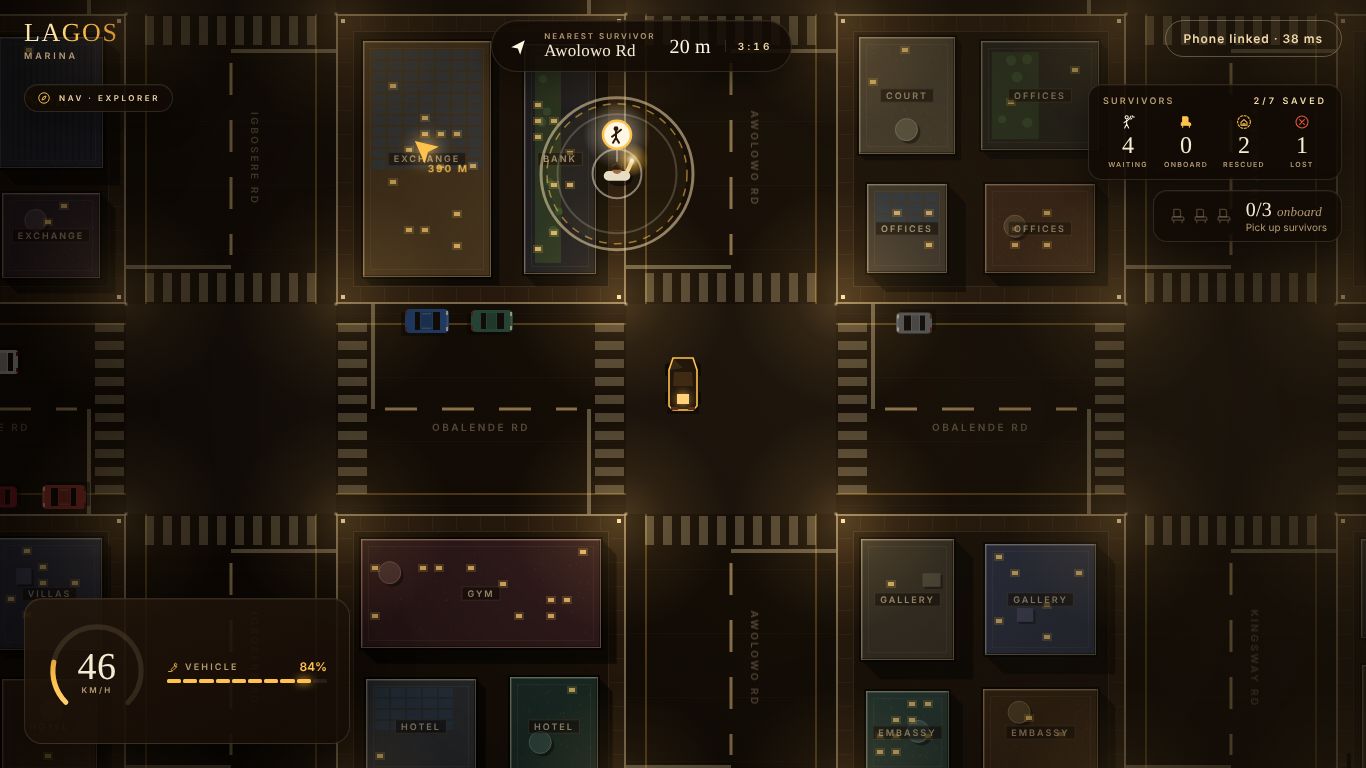 LAGOS
MARINA
NAV · EXPLORER
NEAREST SURVIVOR
Awolowo Rd
20 m
3:16
Phone linked · 38 ms
SURVIVORS
2/7 SAVED
4
0
2
1
WAITING
ONBOARD
RESCUED
LOST
0/3 onboard
Pick up survivors
IGBOSERE RD
EXCHANGE
390 M
BANK
AWOLOWO RD
COURT
OFFICES
OFFICES
OFFICES
EXCHANGE
E RD
OBALENDE RD
OBALENDE RD
VILLAS
GYM
GALLERY
GALLERY
AWOLOWO RD
KINGSWAY RD
HOTEL
HOTEL
EMBASSY
EMBASSY
46
KM/H
VEHICLE
84%
HOTEL